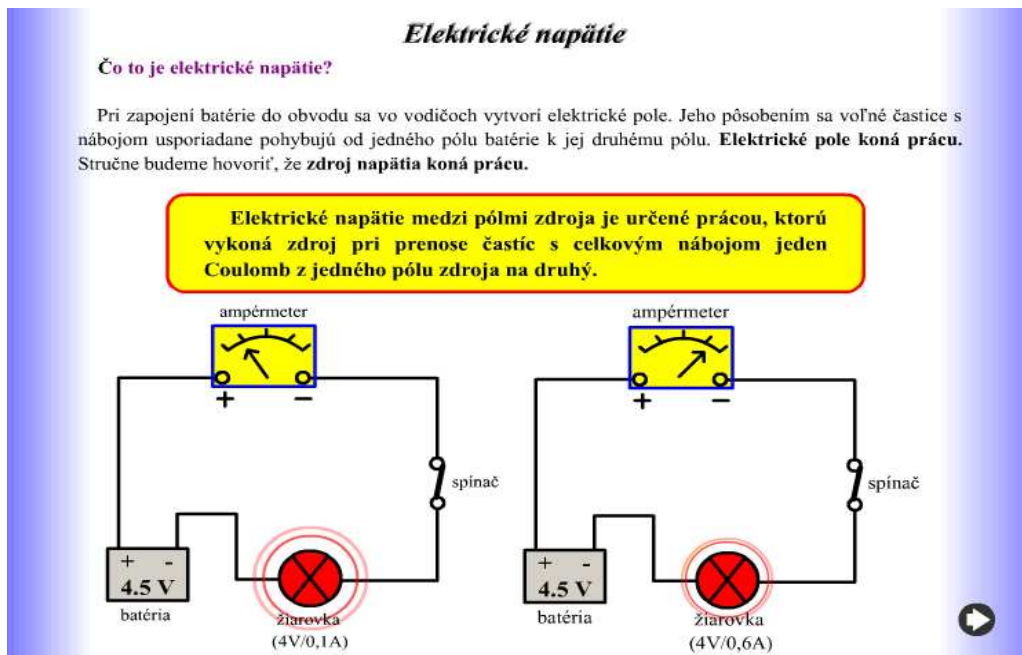 Elektrické napätie
Čo to je elektrické napätie?
Pri zapojení batérie do obvodu sa vo vodičoch vytvorí elektrické pole. Jeho pôsobením sa voľné častice s
nábojom usporiadane pohybujú od jedného pólu batérie k jej druhému pólu. Elektrické pole koná prácu.
Stručne budeme hovoriť, že zdroj napätia koná prácu.
Elektrické napätie medzi pólmi zdroja je určené prácou, ktorú
vykoná zdroj pri prenose častíc s celkovým nábojom jeden
Coulomb z jedného pólu zdroja na druhý.
ampérmeter
+ −
spínač
+ -
4.5 V
batéria
žiarovka
(4V/0,1A)
ampérmeter
+ −
spínač
+ -
4.5 V
batéria
žiarovka
(4V/0,6A)